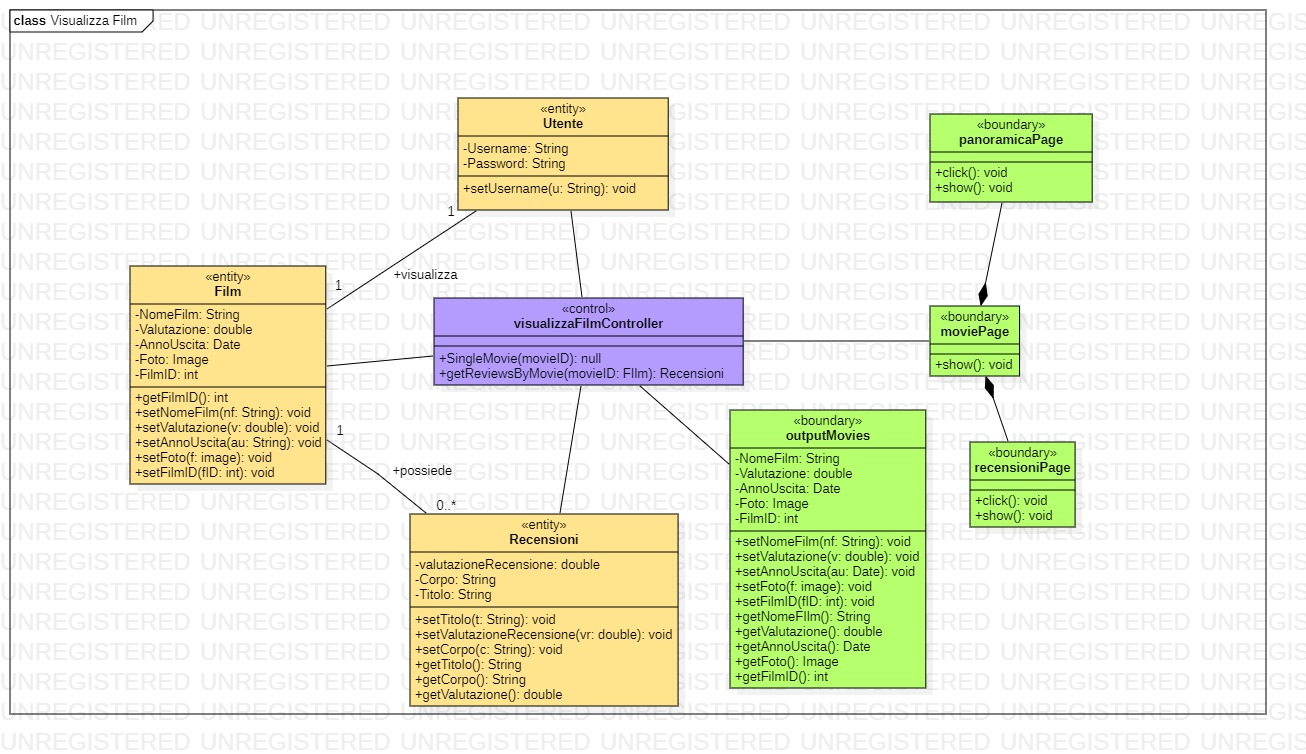 class Visualizza Film
«entity»
Utente
-Username: String
-Password: String
+setUsername(u: String): void
«boundary»
panoramicaPage
+click(): void
+show(): void
1
1
+visualizza
«entity»
Film
-NomeFilm: String
-Valutazione: double
-AnnoUscita: Date
-Foto: Image
-FilmID: int
+getFilmID(): int
+setNomeFilm(nf: String): void
+setValutazione(v: double): void
+setAnnoUscita(au: String): void
+setFoto(f: image): void
+setFilmID(fID: int): void
«control»
visualizzaFilmController
+SingleMovie(movieID): null
+getReviewsByMovie(movieID: FIlm): Recensioni
«boundary»
moviePage
+show(): void
1
+possiede
0..*
«boundary»
outputMovies
-NomeFilm: String
-Valutazione: double
-AnnoUscita: Date
-Foto: Image
-FilmID: int
+setNomeFilm(nf: String): void
+setValutazione(v: double): void
+setAnnoUscita(au: Date): void
+setFoto(f: image): void
+setFilmID(fID: int): void
+getNomeFIlm(): String
+getValutazione(): double
+getAnnoUscita(): Date
+getFoto(): Image
+getFilmID(): int
«boundary»
recensioniPage
+click(): void
+show(): void
«entity»
Recensioni
-valutazioneRecensione: double
-Corpo: String
-Titolo: String
+setTitolo(t: String): void
+setValutazioneRecensione(vr: double): void
+setCorpo(c: String): void
+getTitolo(): String
+getCorpo(): String
+getValutazione(): double
UNREGISTERED UNREGISTERED UNREGISTERED UNREGISTERED UNREGISTERED UNREGISTERED